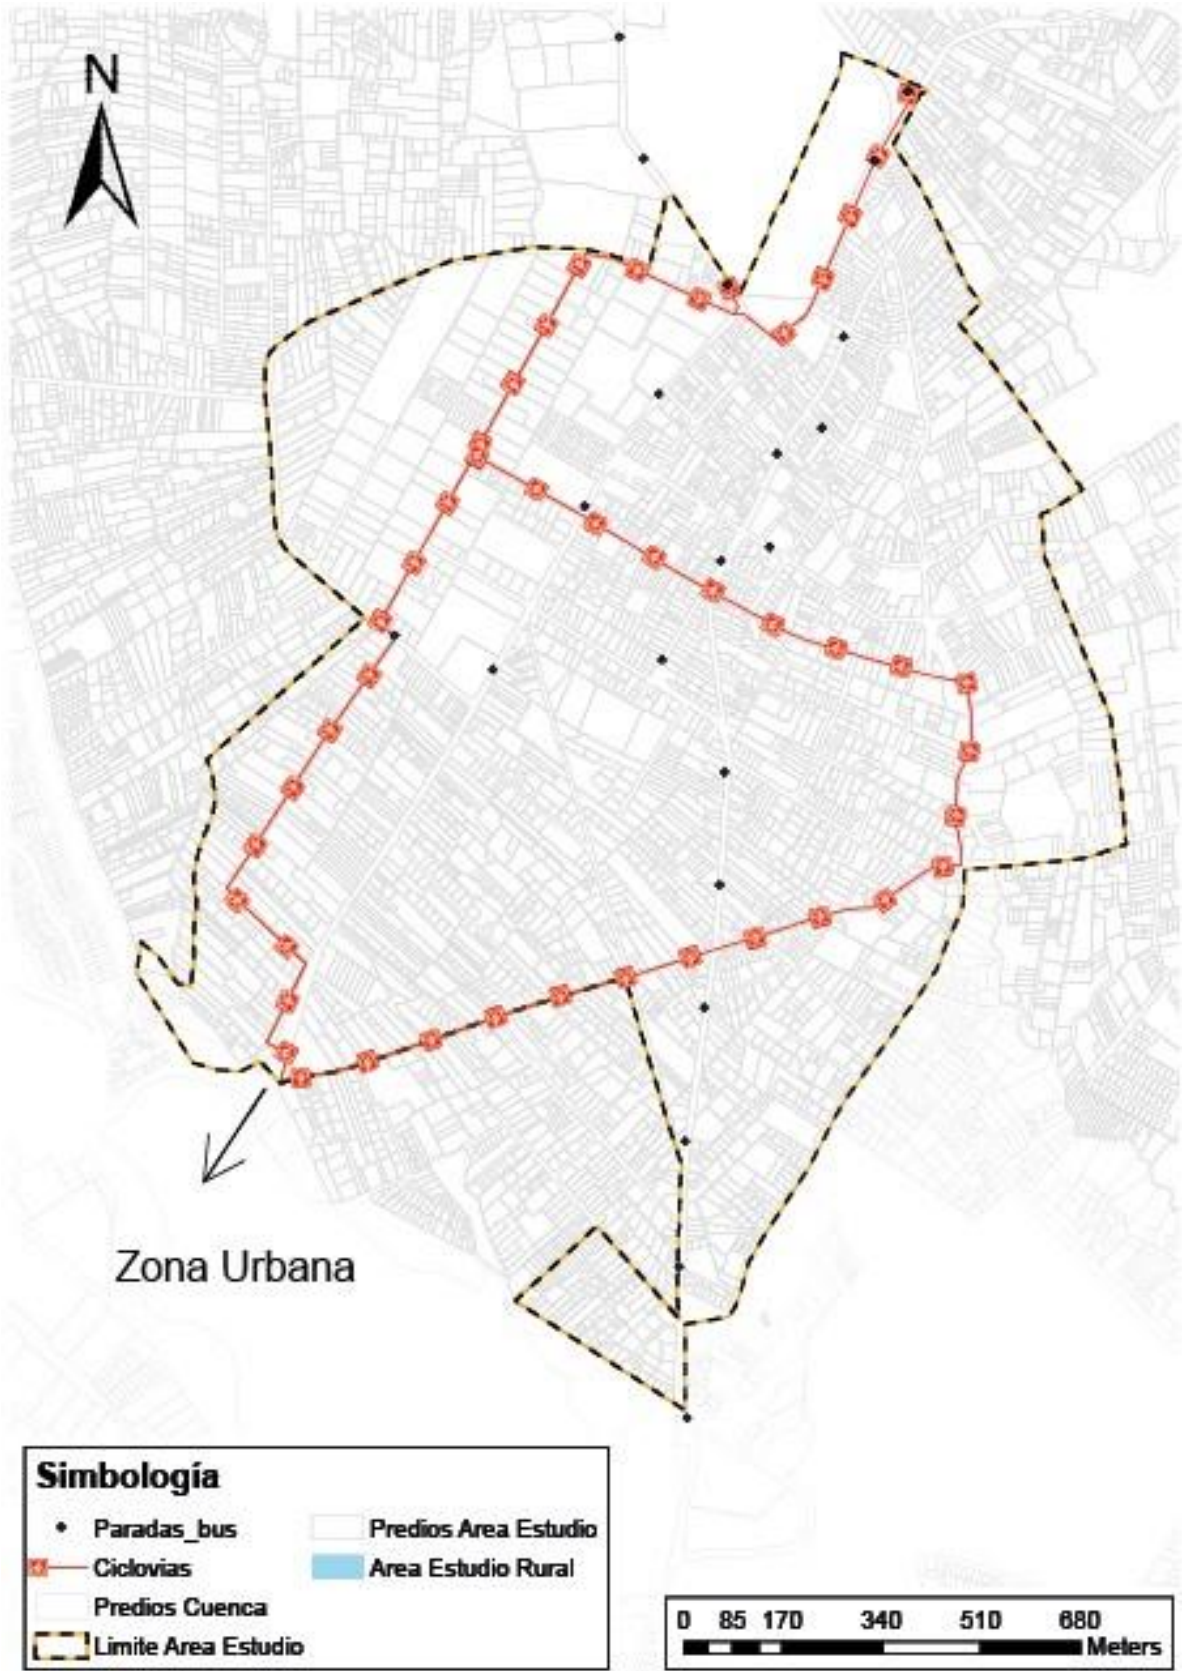 N
Zona Urbana
Simbología
Paradas_bus
Predios Area Estudio
Ciclovias
Area Estudio Rural
Predios Cuenca
Limite Area Estudio
0 85 170 340 510 680
Meters